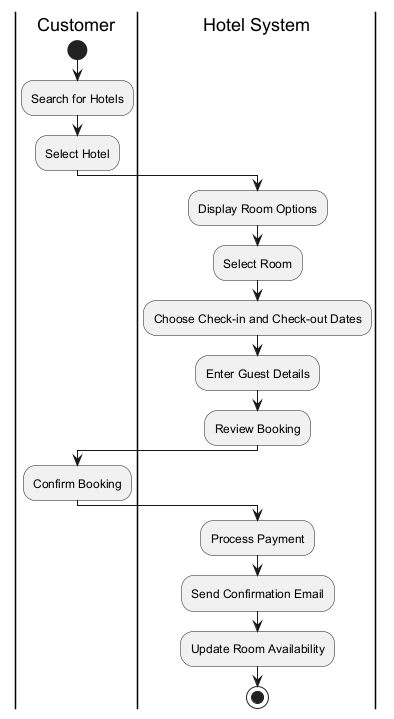 Customer
Hotel System
Search for Hotels
Select Hotel
Display Room Options
Select Room
Choose Check-in and Check-out Dates
Enter Guest Details
Review Booking
Confirm Booking
Process Payment
Send Confirmation Email
Update Room Availability